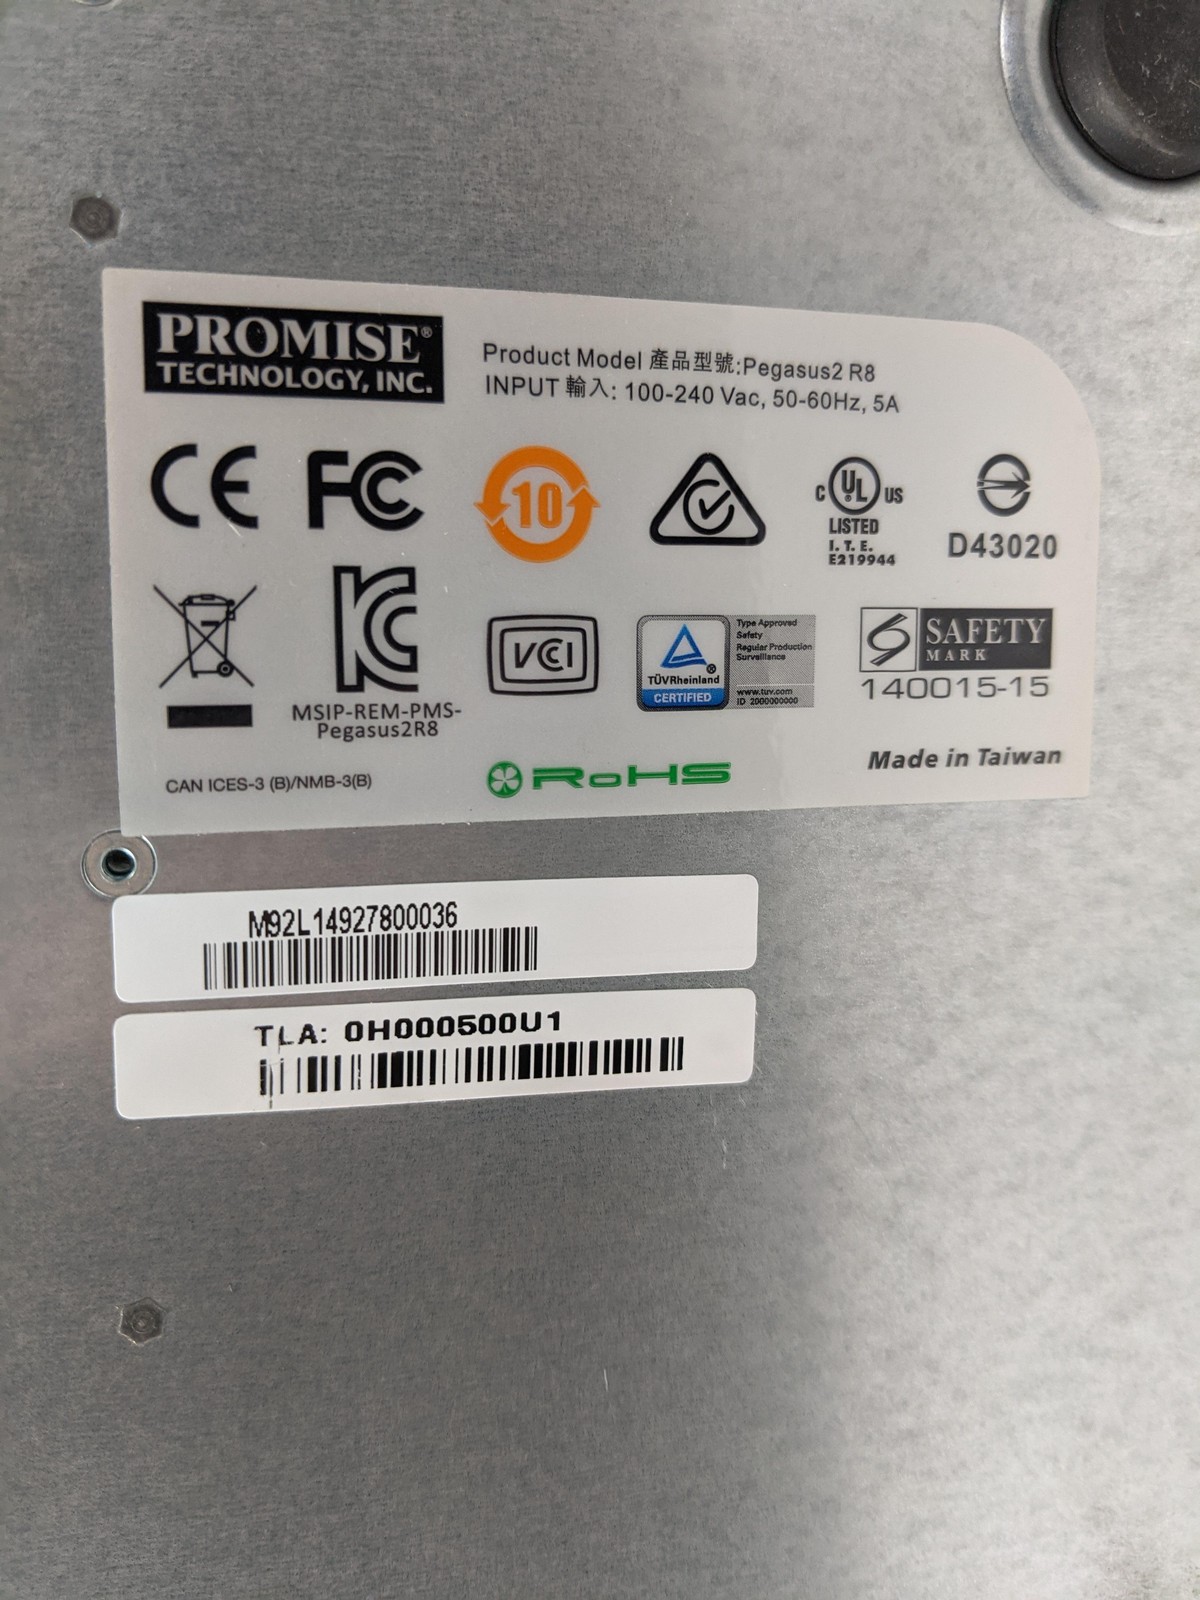 PROMISE®
TECHNOLOGY, INC.
Product Model 產品型號:Pegasus2 R8
INPUT 輸入: 100-240 Vac, 50-60Hz, 5A
CE
FC
10
C UL US
LISTED
I. T. E.
E219944
D43020
MSIP-REM-PMS-
Pegasus2R8
VCI
TÜVRheinland®
CERTIFIED
Type Approved
Safety
Regular Production
Surveillance
www.tuv.com
ID 2000000000
SAFETY
MARK
140015-15
CAN ICES-3 (B)/NMB-3(B)
RoHS
Made in Taiwan
M92L14927800036
TLA: 0H000500U1